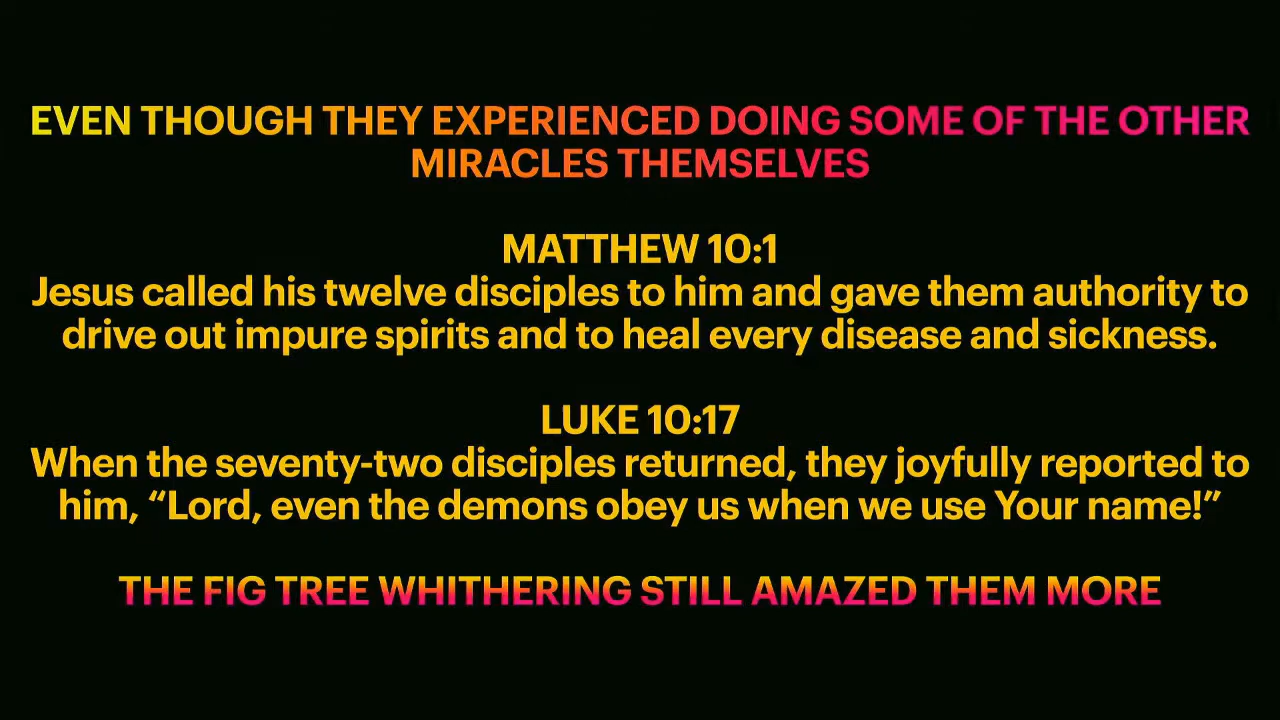 EVEN THOUGH THEY EXPERIENCED DOING SOME OF THE OTHER
MIRACLES THEMSELVES
MATTHEW 10:1
Jesus called his twelve disciples to him and gave them authority to
drive out impure spirits and to heal every disease and sickness.
LUKE 10:17
When the seventy-two disciples returned, they joyfully reported to
him, “Lord, even the demons obey us when we use Your name!”
THE FIG TREE WHITHERING STILL AMAZED THEM MORE